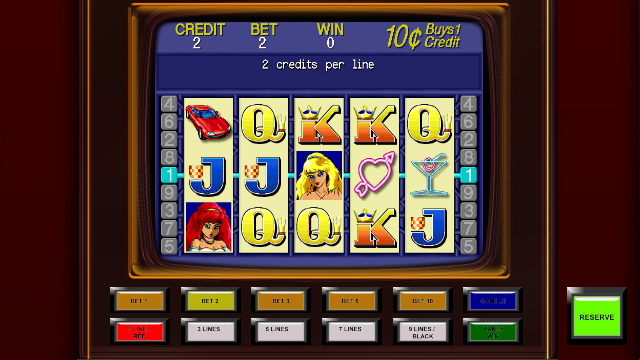 CREDIT BET WIN 10¢ Buys1
2 2 0 Credit
2 credits per line
4 Q K K Q 4
6 6
2 2
8 8
1 J J 1
9 9
3 Q Q K J 3
7 7
5 5
BET 1 BET 2 BET 3 BET 5 BET 10
3 LINES 5 LINES 7 LINES 9 LINES /
BLACK
RESERVE